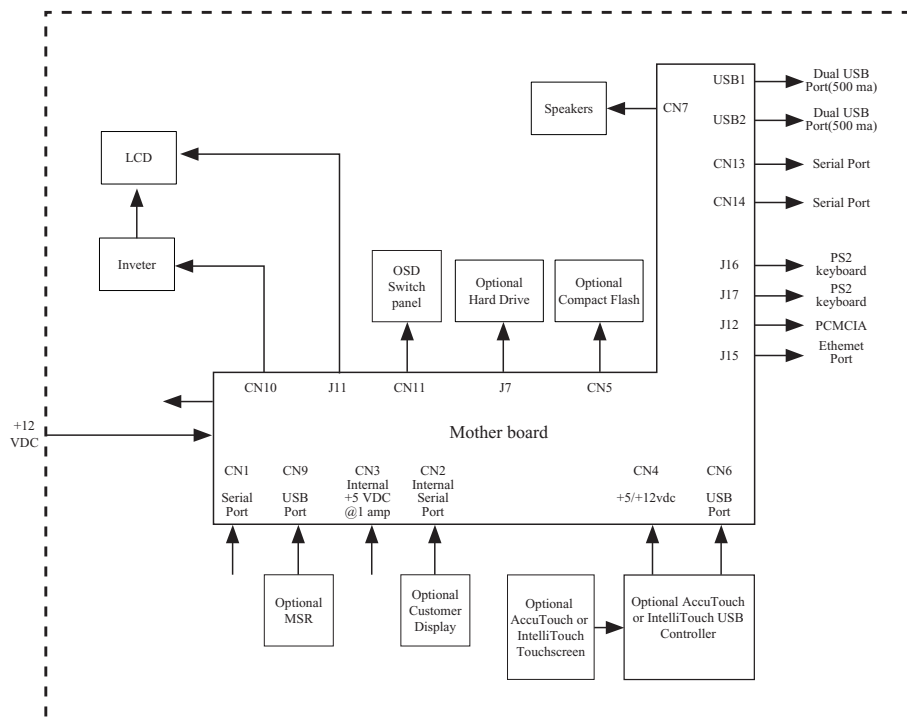 USB1
Dual USB
Port(500 ma)
Speakers
CN7
USB2
Dual USB
Port(500 ma)
LCD
CN13
Serial Port
CN14
Serial Port
Inveter
OSD
Switch
panel
Optional
Hard Drive
Optional
Compact Flash
J16
PS2
keyboard
J17
PS2
keyboard
J12
PCMCIA
J15
Ethemet
Port
CN10
J11
CN11
J7
CN5
+12
VDC
Mother board
CN1
Serial
Port
CN9
USB
Port
CN3
Internal
+5 VDC
@1 amp
CN2
Internal
Serial
Port
CN4
+5/+12vdc
CN6
USB
Port
Optional
MSR
Optional
Customer
Display
Optional
AccuTouch or
IntelliTouch
Touchscreen
Optional AccuTouch
or IntelliTouch USB
Controller